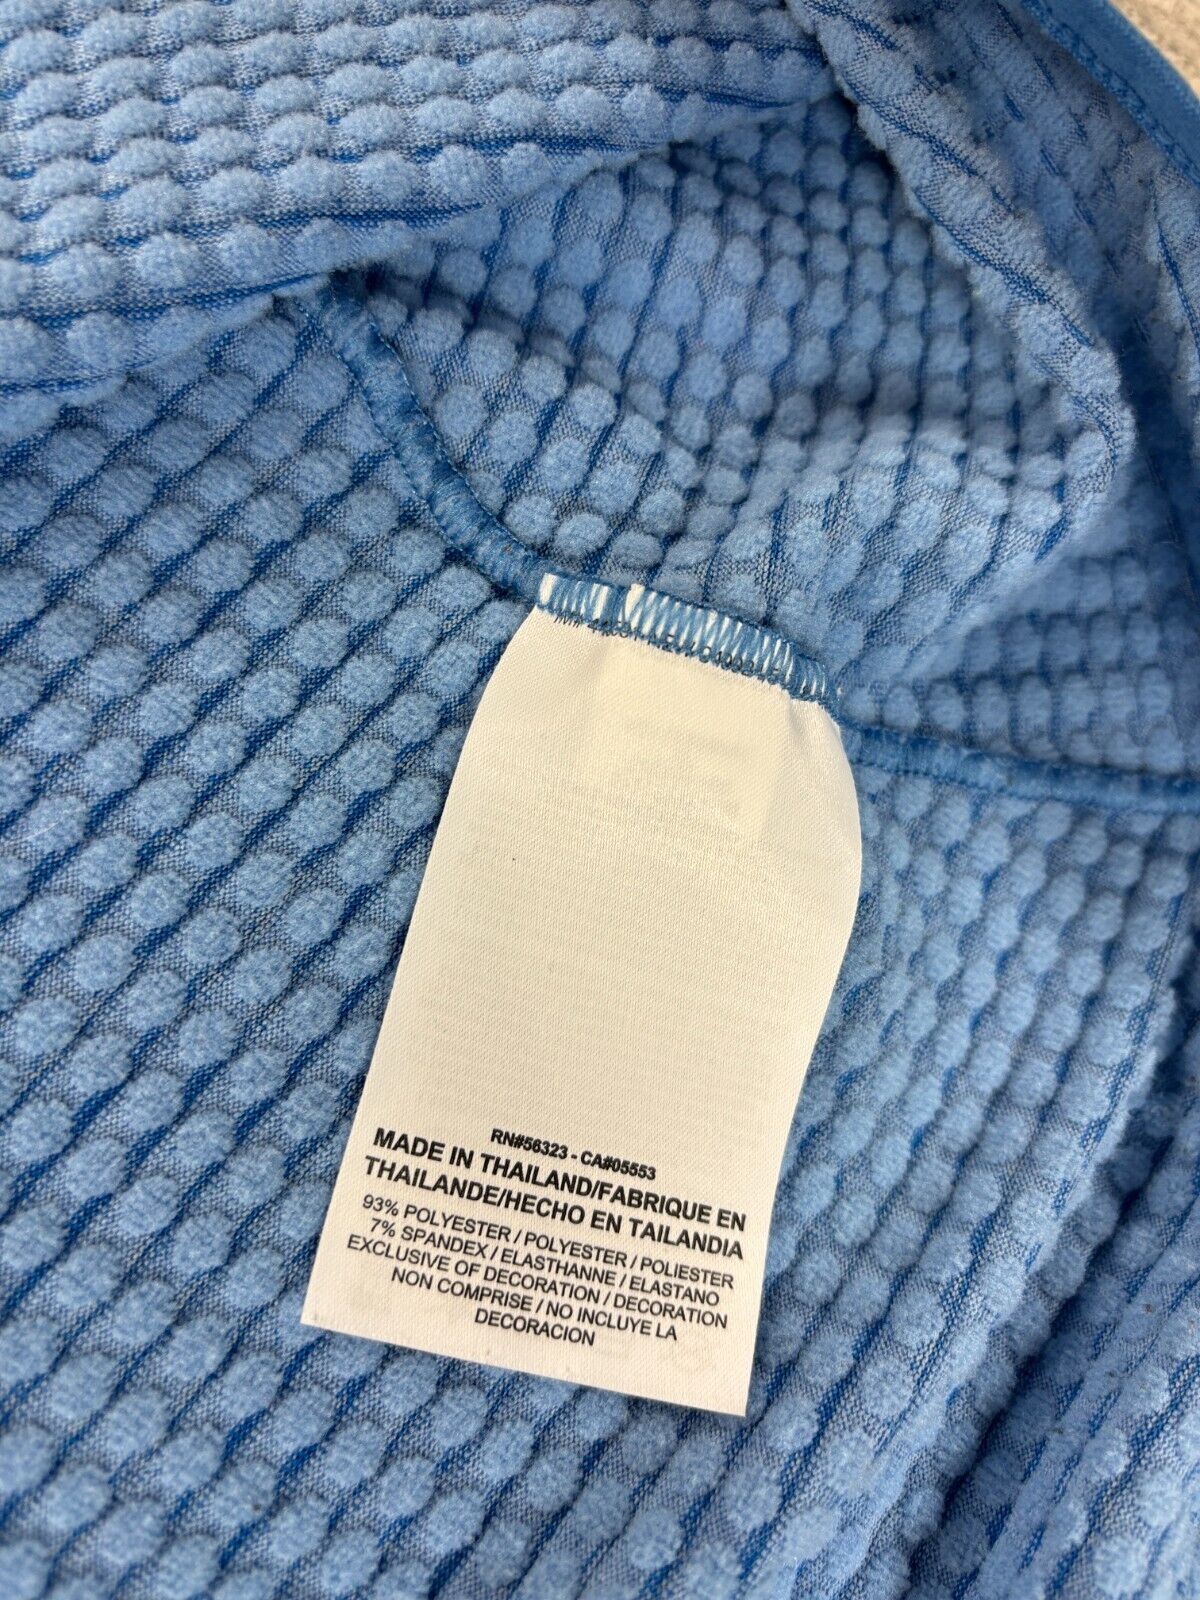 RN#56323 - CA#05553
MADE IN THAILAND/FABRIQUE EN
THAILANDE/HECHO EN TAILANDIA
93% POLYESTER / POLYESTER / POLIESTER
7% SPANDEX / ELASTHANNE / ELASTANO
EXCLUSIVE OF DECORATION / DECORATION
NON COMPRISE / NO INCLUYE LA
DECORACION